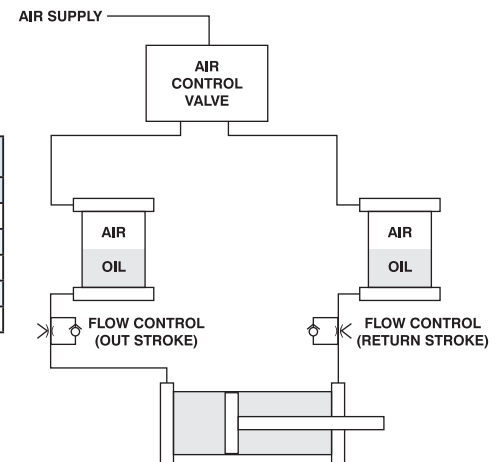 AIR SUPPLY
AIR
CONTROL
VALVE
AIR
OIL
AIR
OIL
FLOW CONTROL
(OUT STROKE)
FLOW CONTROL
(RETURN STROKE)